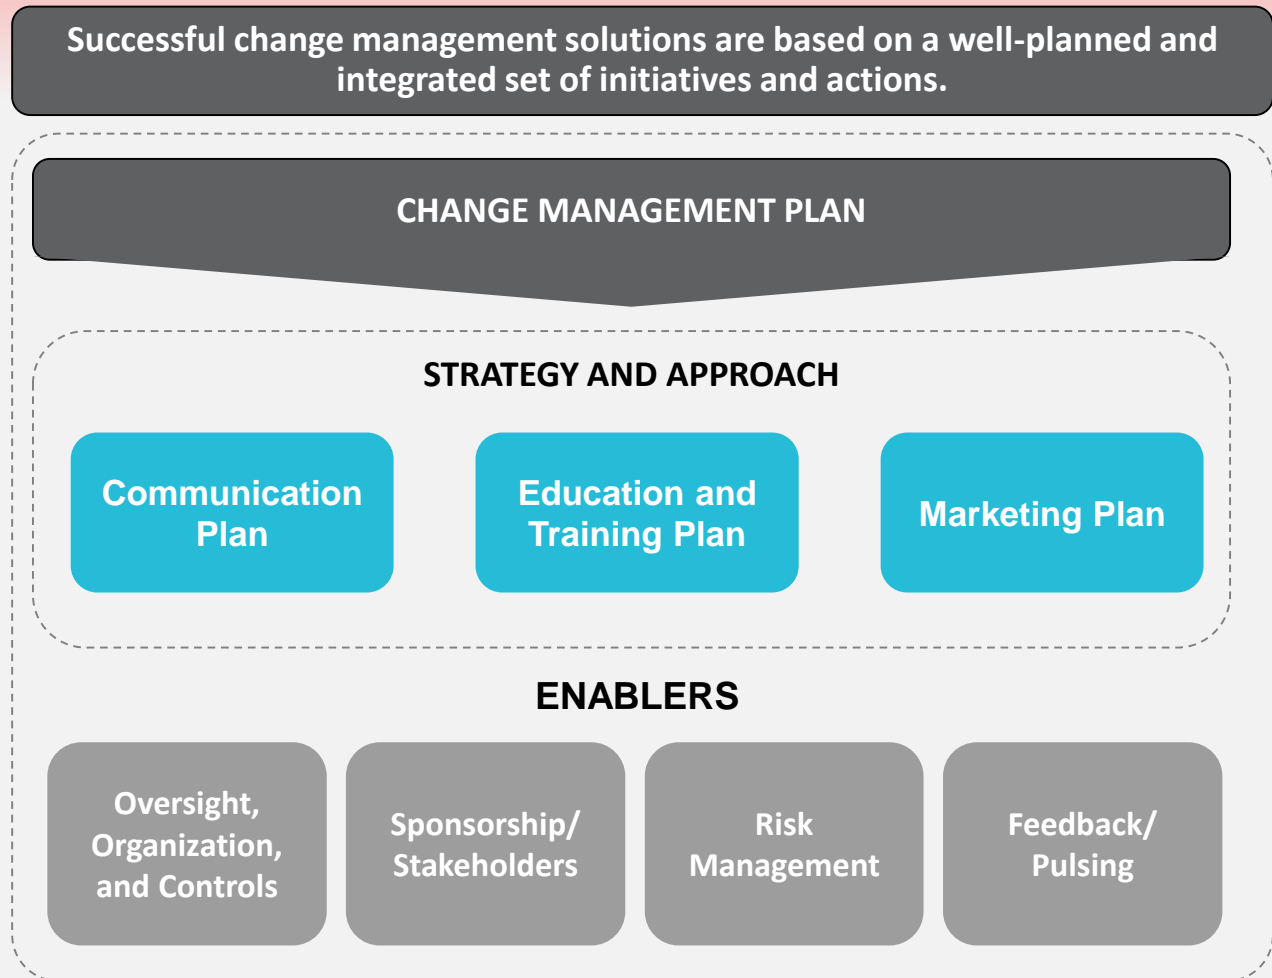 Successful change management solutions are based on a well-planned and
integrated set of initiatives and actions.
CHANGE MANAGEMENT PLAN
STRATEGY AND APPROACH
Communication
Plan
Education and
Training Plan
Marketing Plan
ENABLERS
Oversight,
Organization,
and Controls
Sponsorship/
Stakeholders
Risk
Management
Feedback/
Pulsing